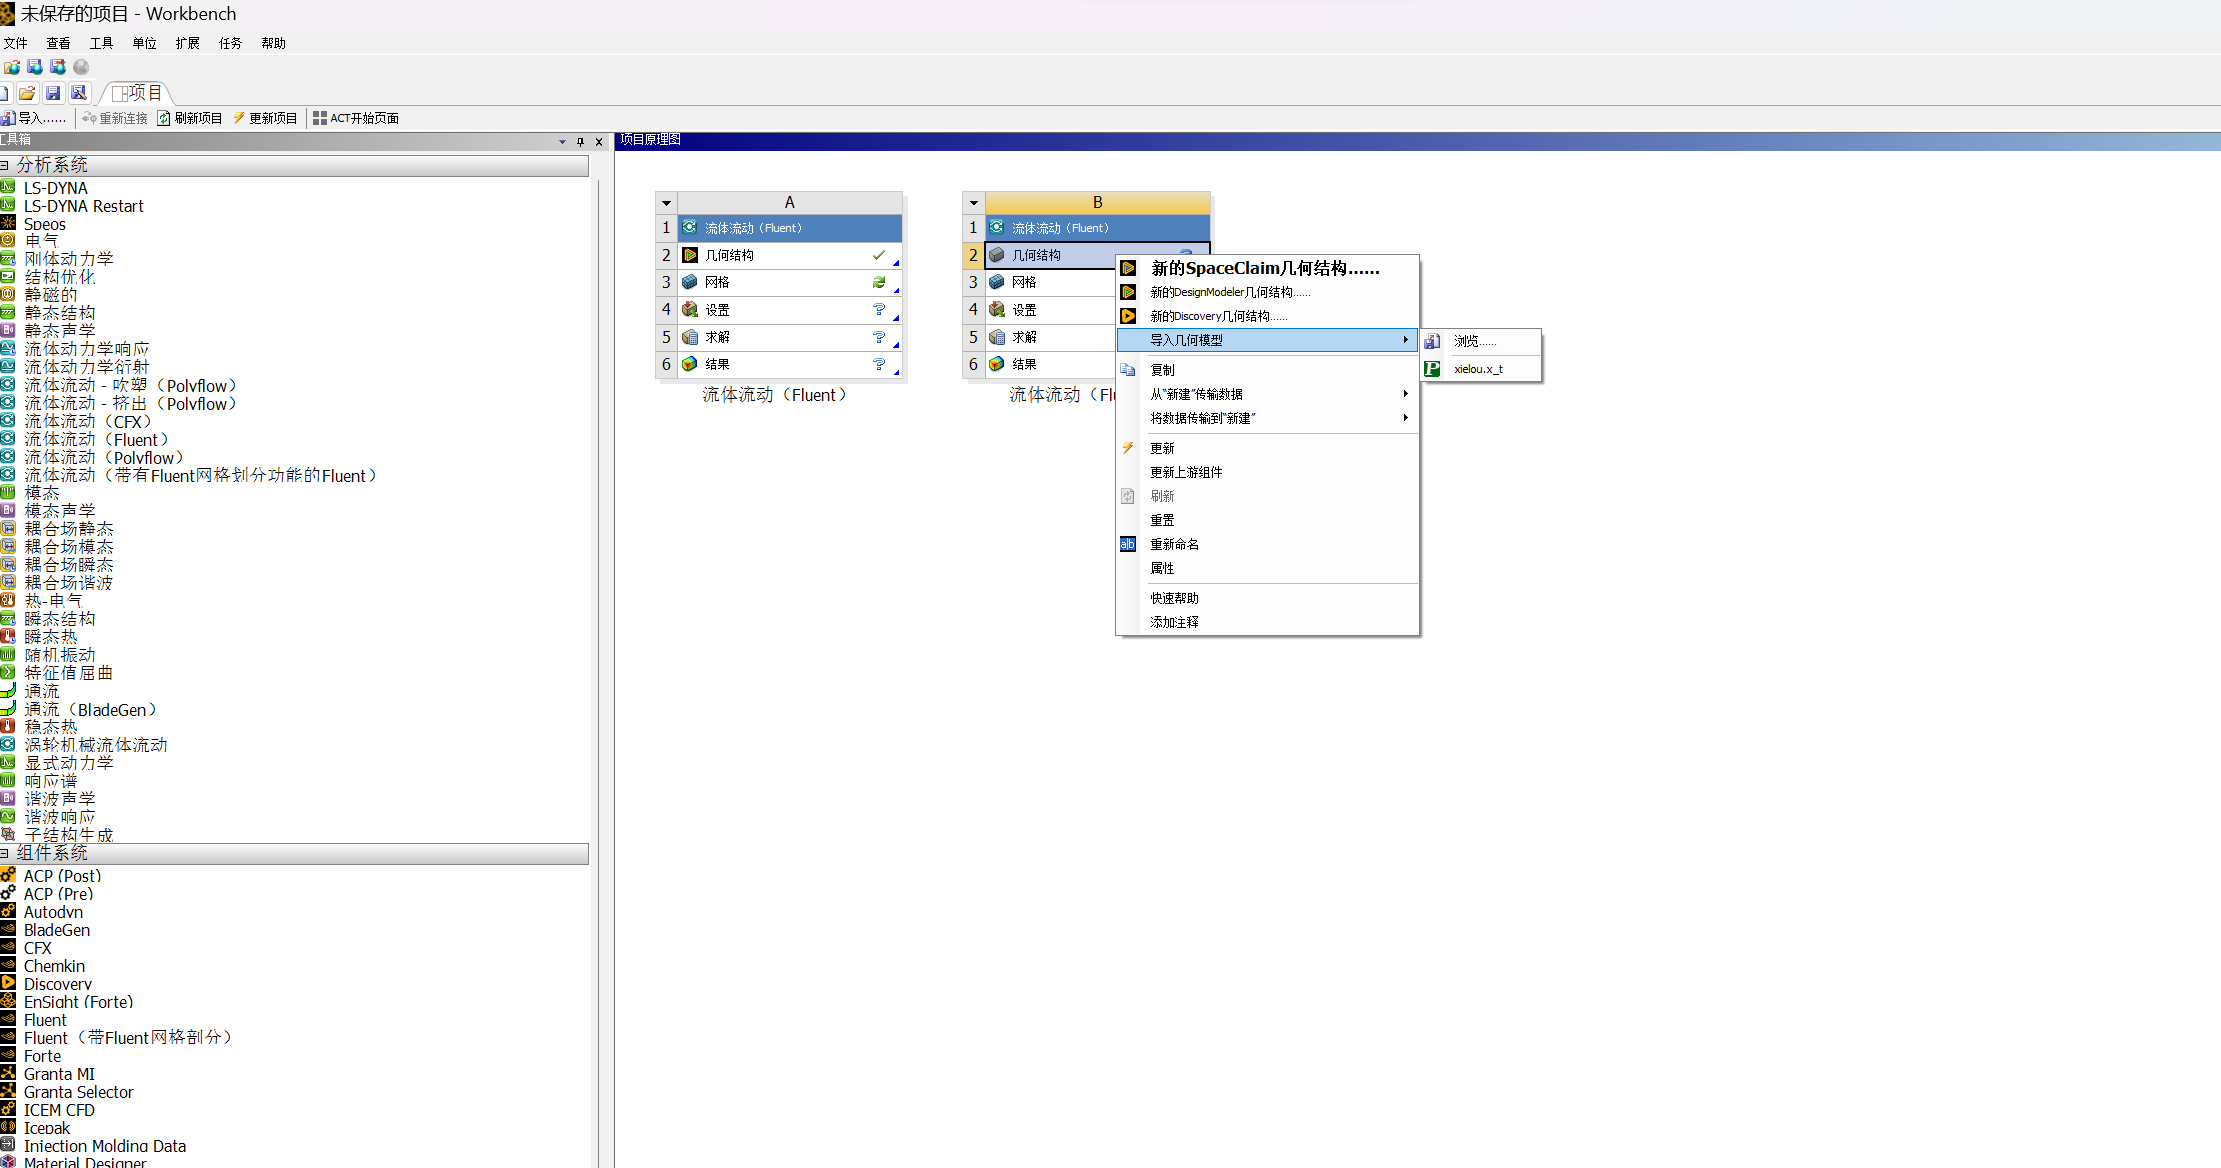 未保存的项目 - Workbench
文件 查看 工具 单位 扩展 任务 帮助
项目
导入...... 重新连接 刷新项目 更新项目 ACT开始页面
工具箱
项目原理图
分析系统
LS-DYNA
LS-DYNA Restart
Speos
电气
刚体动力学
结构优化
静磁的
静态结构
静态声学
流体动力学响应
流体动力学衍射
流体流动 - 吹塑（Polyflow）
流体流动 - 挤出（Polyflow）
流体流动（CFX）
流体流动（Fluent）
流体流动（Polyflow）
流体流动（带有Fluent网格划分功能的Fluent）
模态
模态声学
耦合场静态
耦合场模态
耦合场瞬态
耦合场谐波
热-电气
瞬态结构
瞬态热
随机振动
特征值屈曲
通流
通流（BladeGen）
稳态热
涡轮机械流体流动
显式动力学
响应谱
谐波声学
谐波响应
子结构生成
组件系统
ACP (Post)
ACP (Pre)
Autodyn
BladeGen
CFX
Chemkin
Discovery
EnSight (Forte)
Fluent
Fluent（带Fluent网格剖分）
Forte
Granta MI
Granta Selector
ICEM CFD
Icepak
Injection Molding Data
Material Designer
A
1 流体流动（Fluent）
2 几何结构
3 网格
4 设置 ?
5 求解 ?
6 结果 ?
流体流动（Fluent）
B
1 流体流动（Fluent）
2 几何结构
3 网格
4 设置
5 求解
6 结果
流体流动（Flu
新的SpaceClaim几何结构......
新的DesignModeler几何结构......
新的Discovery几何结构......
导入几何模型
复制
从“新建”传输数据
将数据传输到“新建”
更新
更新上游组件
刷新
重置
a|b 重新命名
属性
快速帮助
添加注释
浏览......
P xielou.x_t